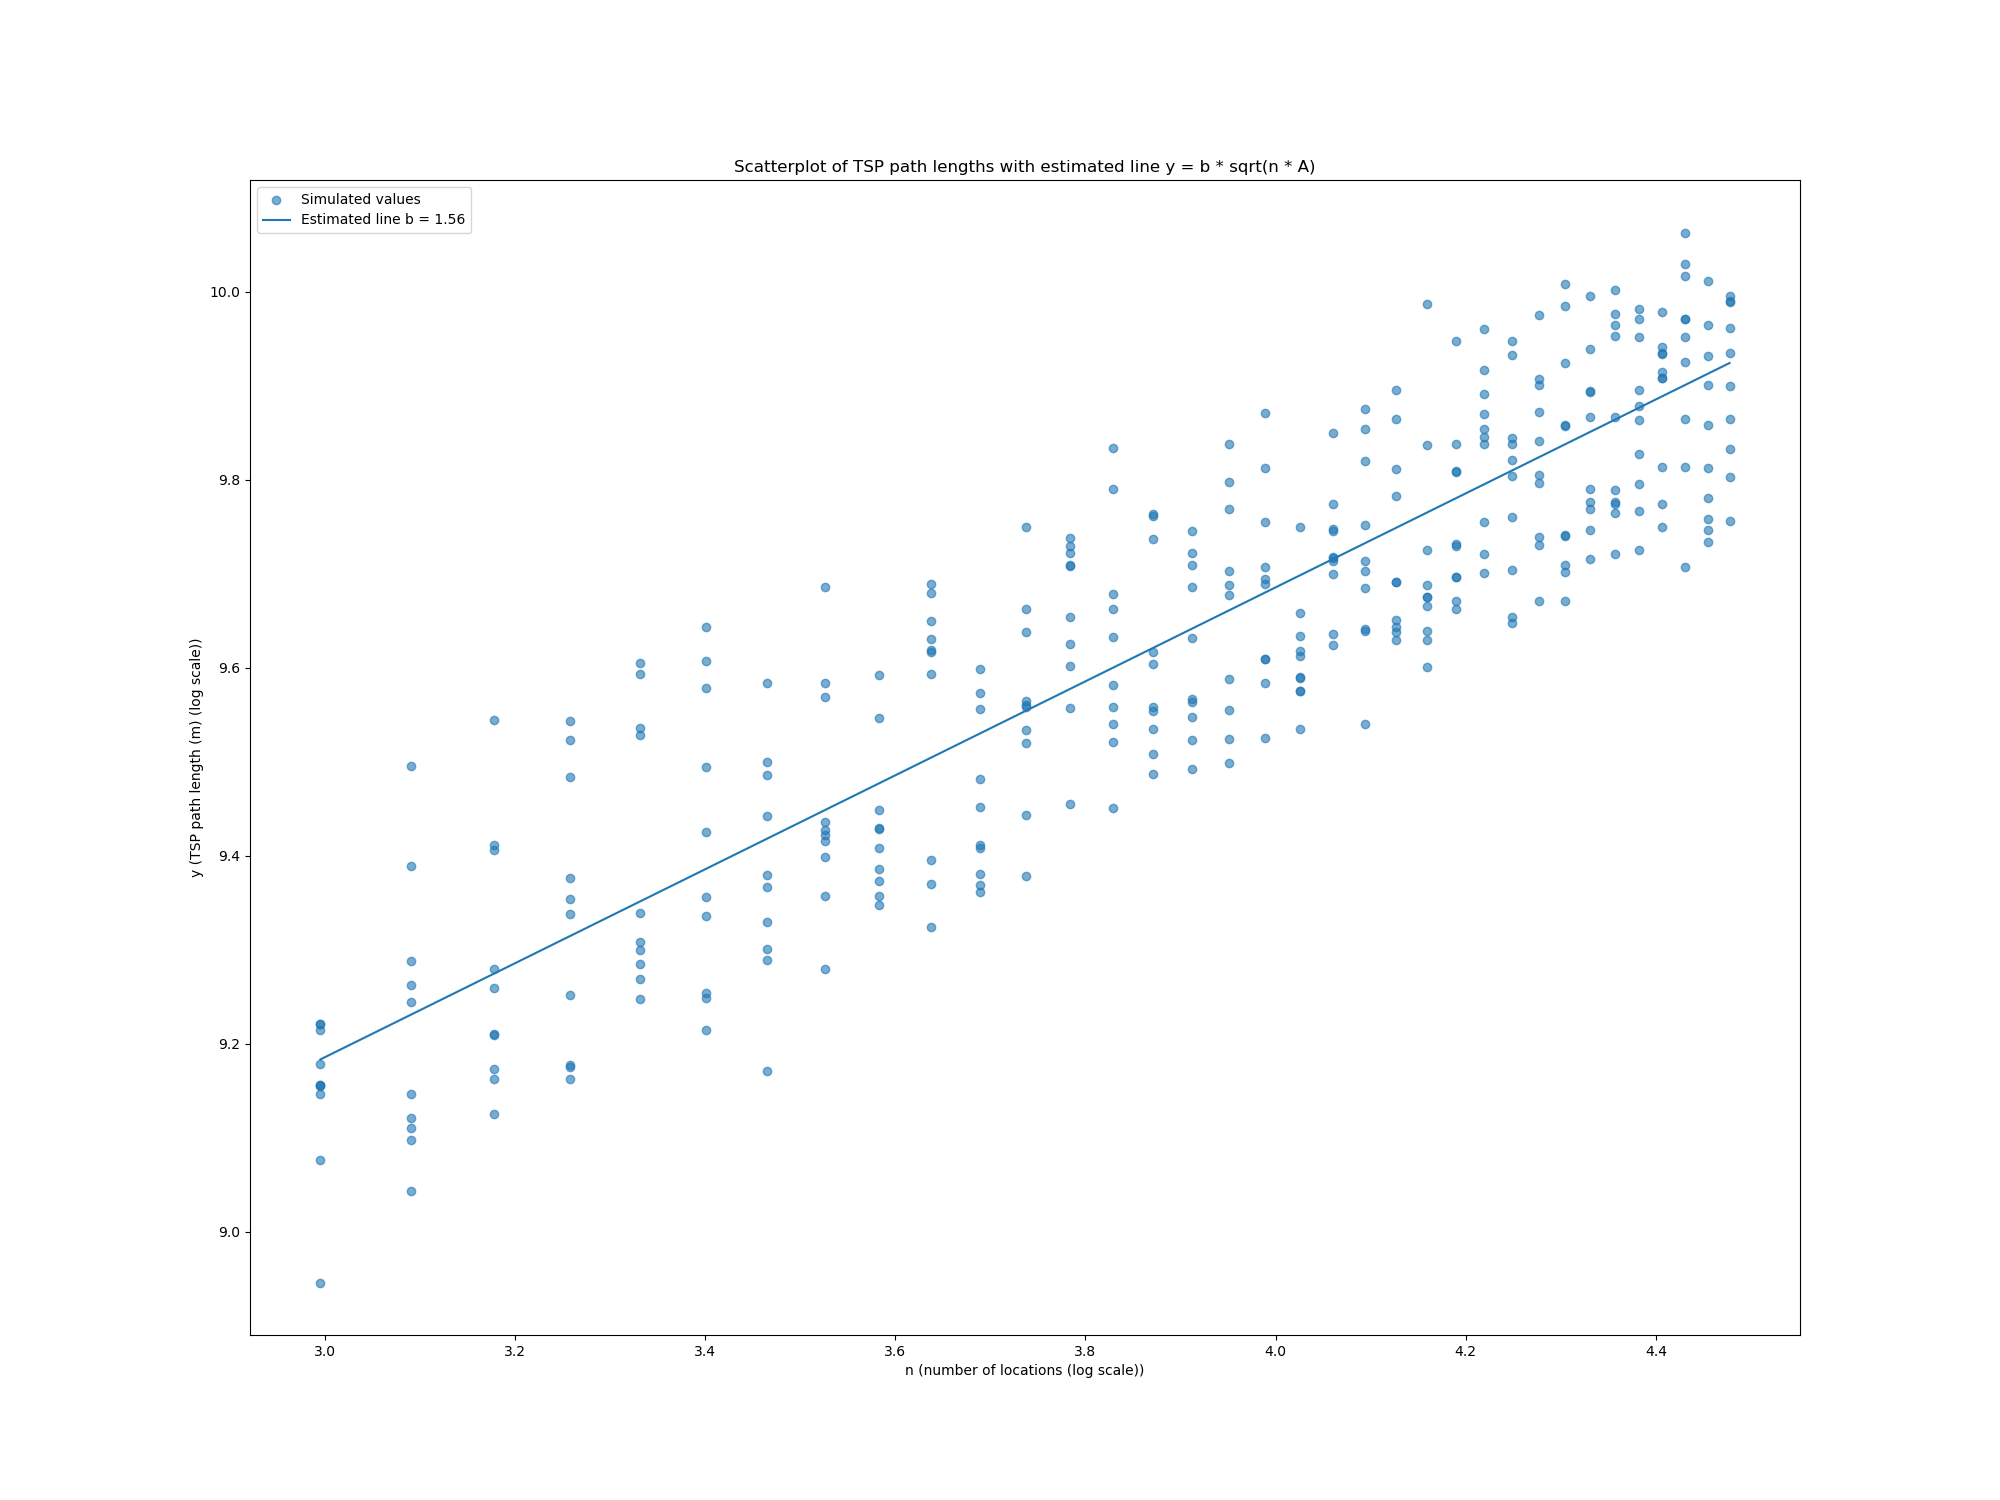 Scatterplot of TSP path lengths with estimated line y = b * sqrt(n * A)
Simulated values
Estimated line b = 1.56
10.0
9.8
9.6
9.4
9.2
9.0
y (TSP path length (m) (log scale))
3.0 3.2 3.4 3.6 3.8 4.0 4.2 4.4
n (number of locations (log scale))